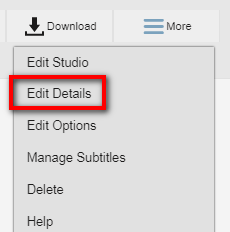 Download More
Edit Studio
Edit Details
Edit Options
Manage Subtitles
Delete
Help